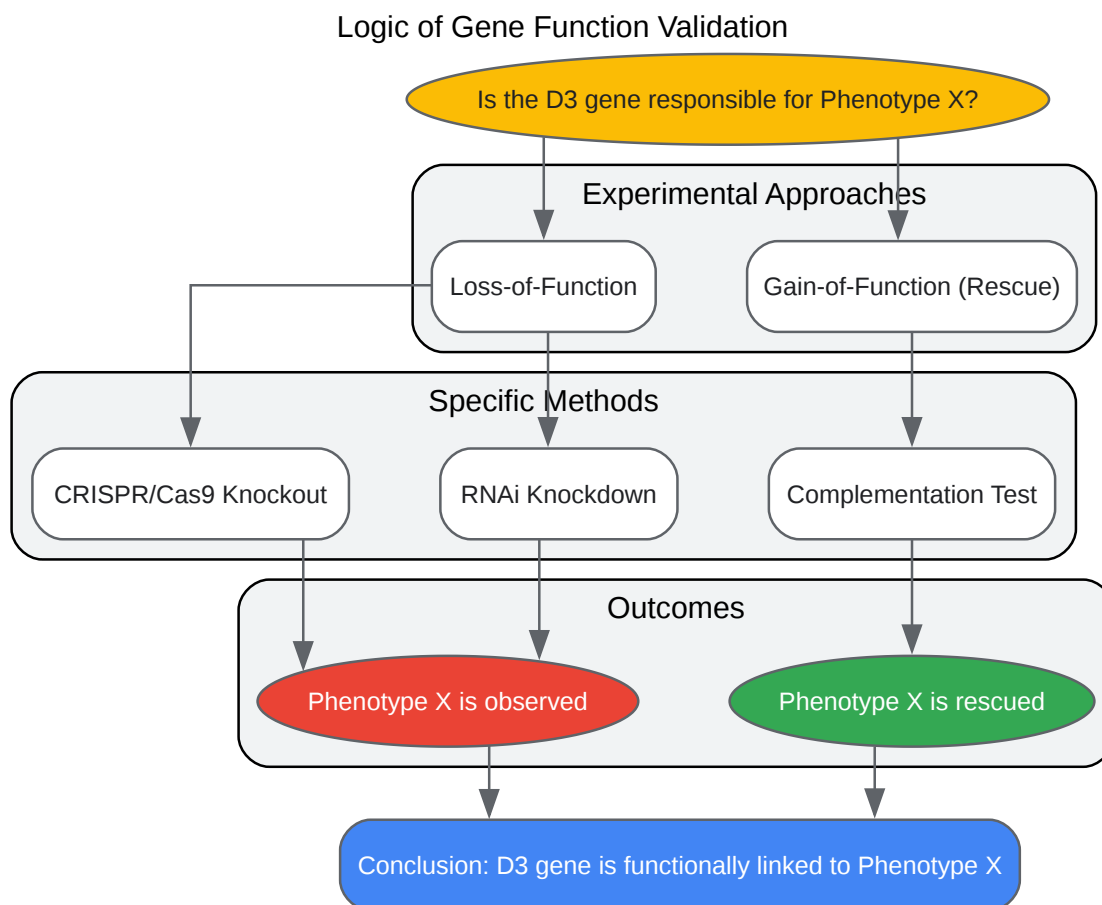 Logic of Gene Function Validation
Is the D3 gene responsible for Phenotype X?
Experimental Approaches
Loss-of-Function
Gain-of-Function (Rescue)
Specific Methods
CRISPR/Cas9 Knockout
RNAi Knockdown
Complementation Test
Outcomes
Phenotype X is observed
Phenotype X is rescued
Conclusion: D3 gene is functionally linked to Phenotype X